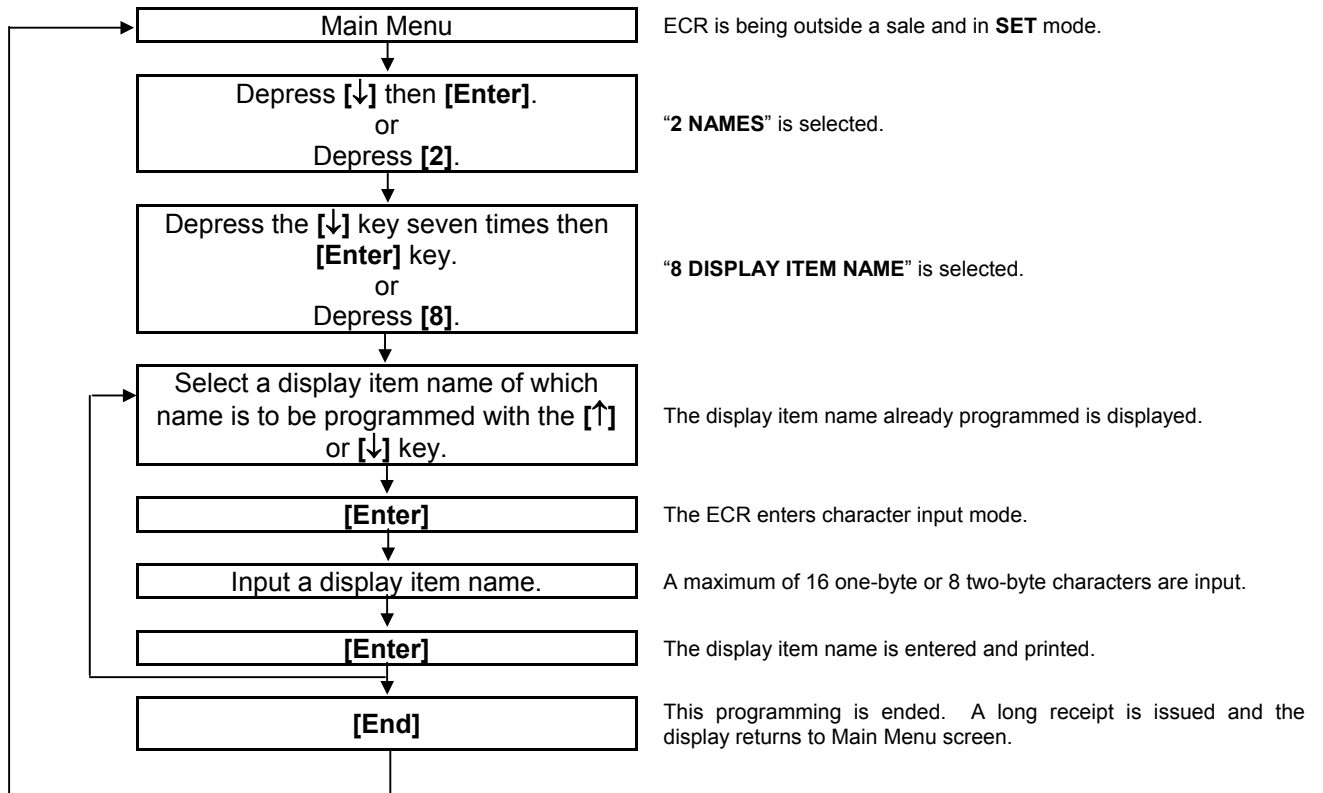 Main Menu
ECR is being outside a sale and in SET mode.
Depress [↓] then [Enter].
or
Depress [2].
“2 NAMES” is selected.
Depress the [↓] key seven times then
[Enter] key.
or
Depress [8].
“8 DISPLAY ITEM NAME” is selected.
Select a display item name of which
name is to be programmed with the [↑]
or [↓] key.
The display item name already programmed is displayed.
[Enter]
The ECR enters character input mode.
Input a display item name.
A maximum of 16 one-byte or 8 two-byte characters are input.
[Enter]
The display item name is entered and printed.
[End]
This programming is ended. A long receipt is issued and the
display returns to Main Menu screen.